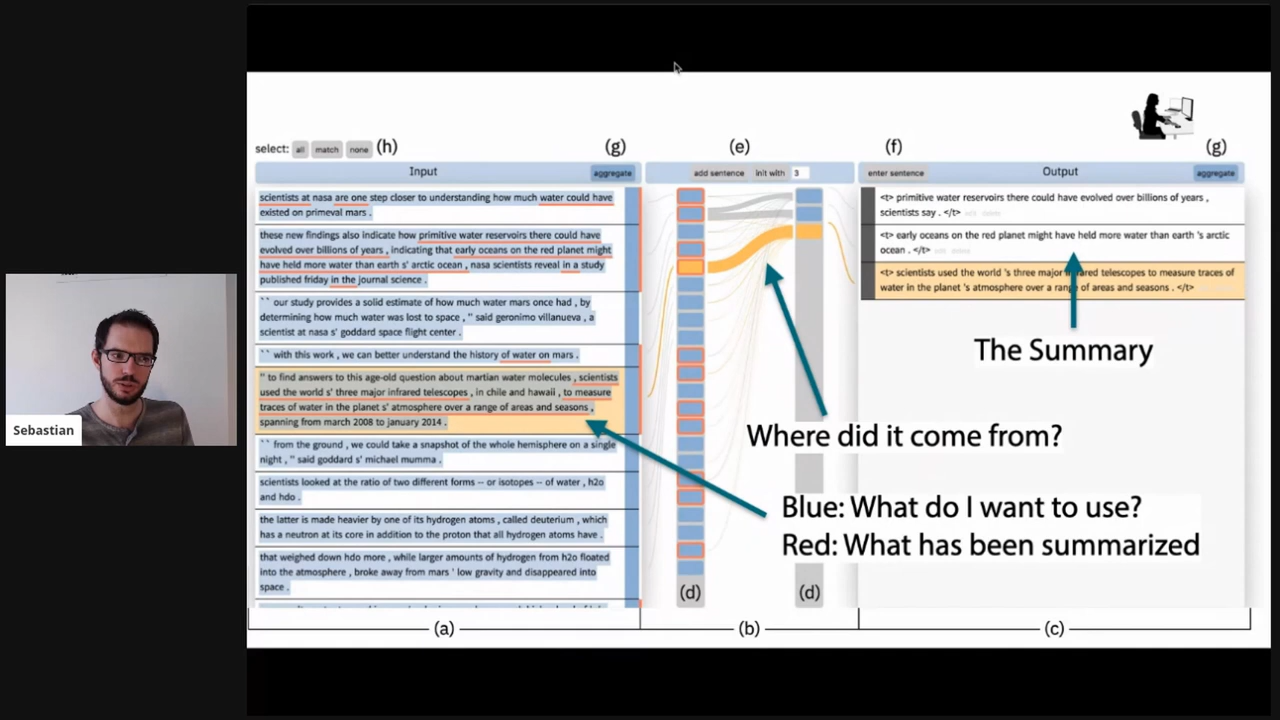 select: all match none (h) (g) (e) (f) (g)
Input aggregate add sentence init with 3 enter sentence Output aggregate
scientists at nasa are one step closer to understanding how much water could have
existed on primeval mars .
these new findings also indicate how primitive water reservoirs there could have
evolved over billions of years , indicating that early oceans on the red planet might
have held more water than earth s' arctic ocean , nasa scientists reveal in a study
published friday in the journal science .
`` our study provides a solid estimate of how much water mars once had , by
determining how much water was lost to space , '' said geronimo villanueva , a
scientist at nasa s' goddard space flight center .
`` with this work , we can better understand the history of water on mars .
'' to find answers to this age-old question about martian water molecules , scientists
used the world s' three major infrared telescopes , in chile and hawaii , to measure
traces of water in the planet s' atmosphere over a range of areas and seasons ,
spanning from march 2008 to january 2014 .
`` from the ground , we could take a snapshot of the whole hemisphere on a single
night , '' said goddard s' michael mumma .
scientists looked at the ratio of two different forms -- or isotopes -- of water , h2o
and hdo .
the latter is made heavier by one of its hydrogen atoms , called deuterium , which
has a neutron at its core in addition to the proton that all hydrogen atoms have .
that weighed down hdo more , while larger amounts of hydrogen from h2o floated
into the atmosphere , broke away from mars ' low gravity and disappeared into
space .
<t> primitive water reservoirs there could have evolved over billions of years ,
scientists say . </t>
<t> early oceans on the red planet might have held more water than earth 's arctic
ocean . </t>
<t> scientists used the world 's three major infrared telescopes to measure traces of
water in the planet 's atmosphere over a range of areas and seasons . </t>
The Summary
Where did it come from?
Blue: What do I want to use?
Red: What has been summarized
(d) (d)
(a) (b) (c)
Sebastian